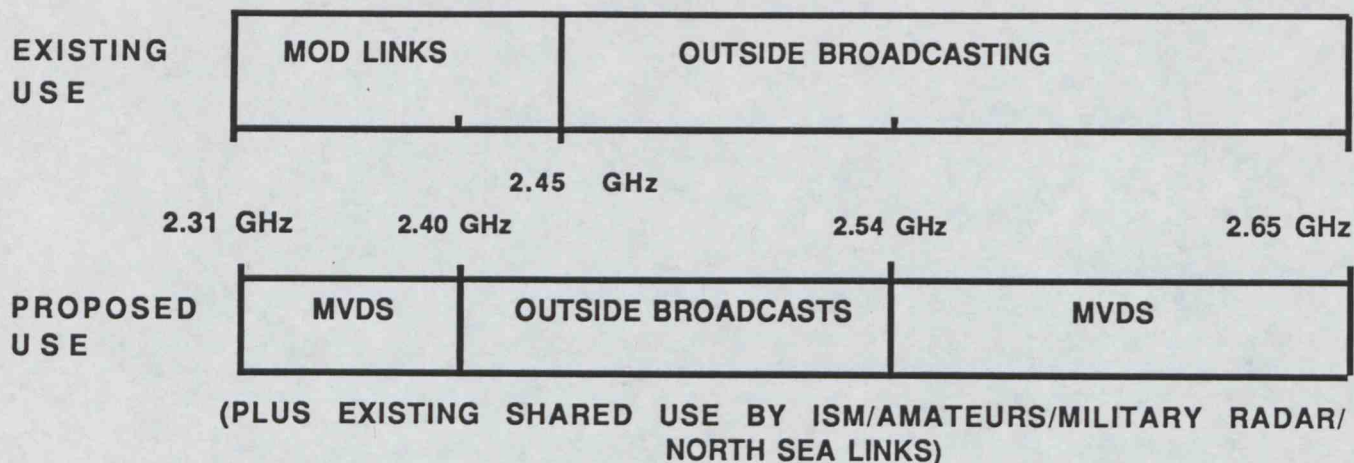 EXISTING USE
MOD LINKS
OUTSIDE BROADCASTING
2.45 GHz
2.31 GHz
2.40 GHz
2.54 GHz
2.65 GHz
PROPOSED USE
MVDS
OUTSIDE BROADCASTS
MVDS
(PLUS EXISTING SHARED USE BY ISM/AMATEURS/MILITARY RADAR/
NORTH SEA LINKS)